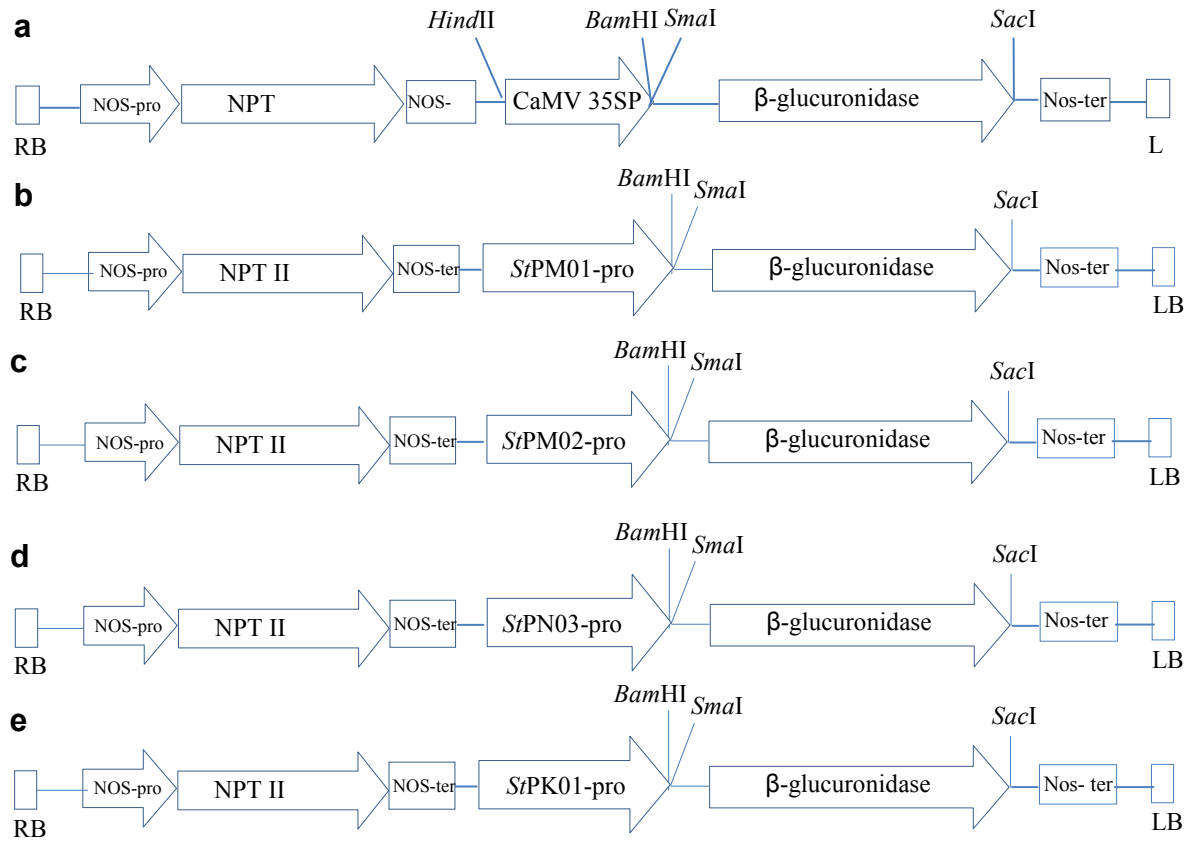 a
HindII BamHI SmaI SacI
NOS-pro NPT NOS- CaMV 35SP β-glucuronidase Nos-ter
RB L
b
BamHI SmaI SacI
NOS-pro NPT II NOS-ter StPM01-pro β-glucuronidase Nos-ter
RB LB
c
BamHI SmaI SacI
NOS-pro NPT II NOS-ter StPM02-pro β-glucuronidase Nos-ter
RB LB
d
BamHI SmaI SacI
NOS-pro NPT II NOS-ter StPN03-pro β-glucuronidase Nos-ter
RB LB
e
BamHI SmaI SacI
NOS-pro NPT II NOS-ter StPK01-pro β-glucuronidase Nos- ter
RB LB